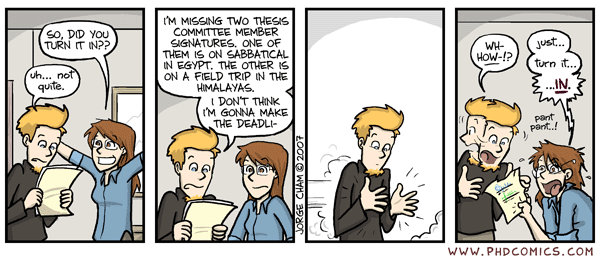 SO, DID YOU
TURN IT IN??
uh... not
quite.
I'M MISSING TWO THESIS
COMMITTEE MEMBER
SIGNATURES. ONE OF
THEM IS ON SABBATICAL
IN EGYPT. THE OTHER IS
ON A FIELD TRIP IN THE
HIMALAYAS.
I DON'T THINK
I'M GONNA MAKE
THE DEADLI-
JORGE CHAM © 2007
WH-
HOW-!?
just...
turn it...
...IN.
pant
pant...!
WWW.PHDCOMICS.COM